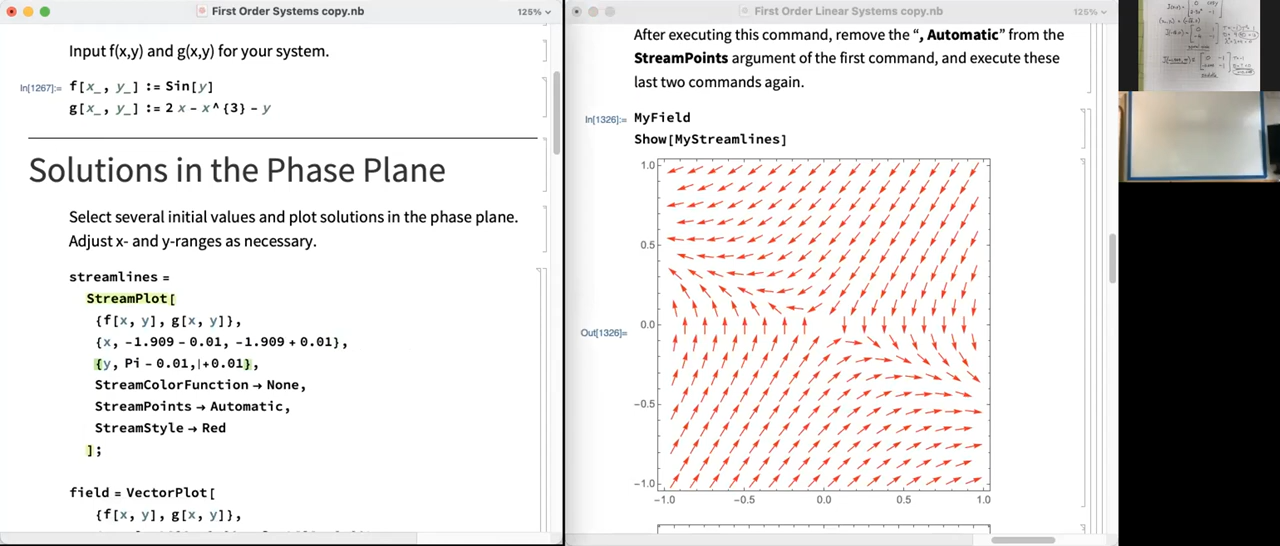 First Order Systems copy.nb
125%
Input f(x,y) and g(x,y) for your system.
In[1267]:= f[x_, y_] := Sin[y]
g[x_, y_] := 2 x - x^{3} - y
Solutions in the Phase Plane
Select several initial values and plot solutions in the phase plane.
Adjust x- and y-ranges as necessary.
streamlines =
StreamPlot[
{f[x, y], g[x, y]},
{x, -1.909 - 0.01, -1.909 + 0.01},
{y, Pi - 0.01, +0.01},
StreamColorFunction → None,
StreamPoints → Automatic,
StreamStyle → Red
];
field = VectorPlot[
{f[x, y], g[x, y]},
First Order Linear Systems copy.nb
125%
After executing this command, remove the “, Automatic” from the
StreamPoints argument of the first command, and execute these
last two commands again.
In[1326]:= MyField
Show[MyStreamlines]
Out[1326]=
1.0
0.5
0.0
-0.5
-1.0
-1.0 -0.5 0.0 0.5 1.0